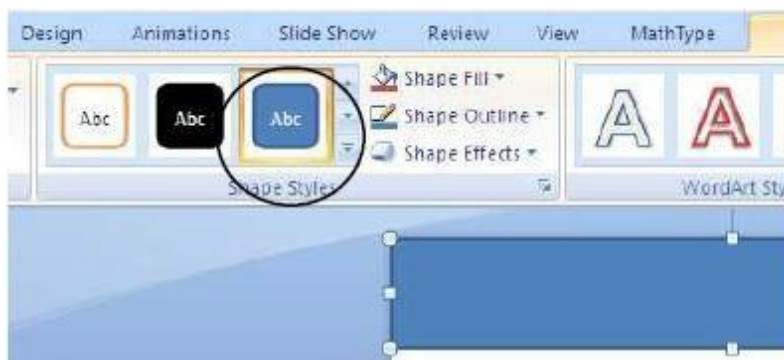 Design Animations Slide Show Review View MathType
Abc Abc Abc Shape Fill
Shape Outline
Shape Effects
A A
Shape Styles WordArt Sty